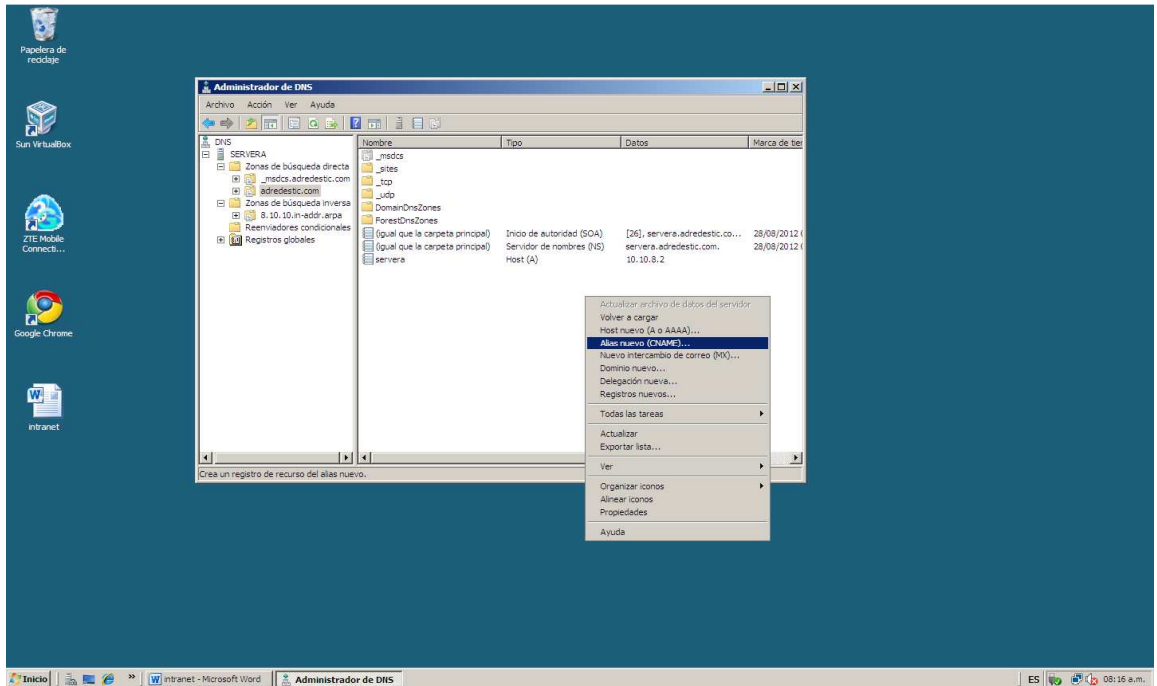 Papelera de
reciclaje
Sun VirtualBox
ZTE Mobile
Connecti...
Google Chrome
intranet
Administrador de DNS
Archivo Acción Ver Ayuda
DNS
SERVERA
Zonas de búsqueda directa
_msdcs.adredestic.com
adredestic.com
Zonas de búsqueda inversa
8.10.10.in-addr.arpa
Reenviadores condicionales
Registros globales
Nombre Tipo Datos Marca de tie
_msdcs
_sites
_tcp
_udp
DomainDnsZones
ForestDnsZones
(igual que la carpeta principal) Inicio de autoridad (SOA) [26], servera.adredestic.co... 28/08/2012
(igual que la carpeta principal) Servidor de nombres (NS) servera.adredestic.com. 28/08/2012
servera Host (A) 10.10.8.2
Actualizar archivo de datos del servidor
Volver a cargar
Host nuevo (A o AAAA)...
Alias nuevo (CNAME)...
Nuevo intercambio de correo (MX)...
Dominio nuevo...
Delegación nueva...
Registros nuevos...
Todas las tareas
Actualizar
Exportar lista...
Ver
Organizar iconos
Alinear iconos
Propiedades
Ayuda
Crea un registro de recurso del alias nuevo.
Inicio » intranet - Microsoft Word Administrador de DNS ES 08:16 a.m.